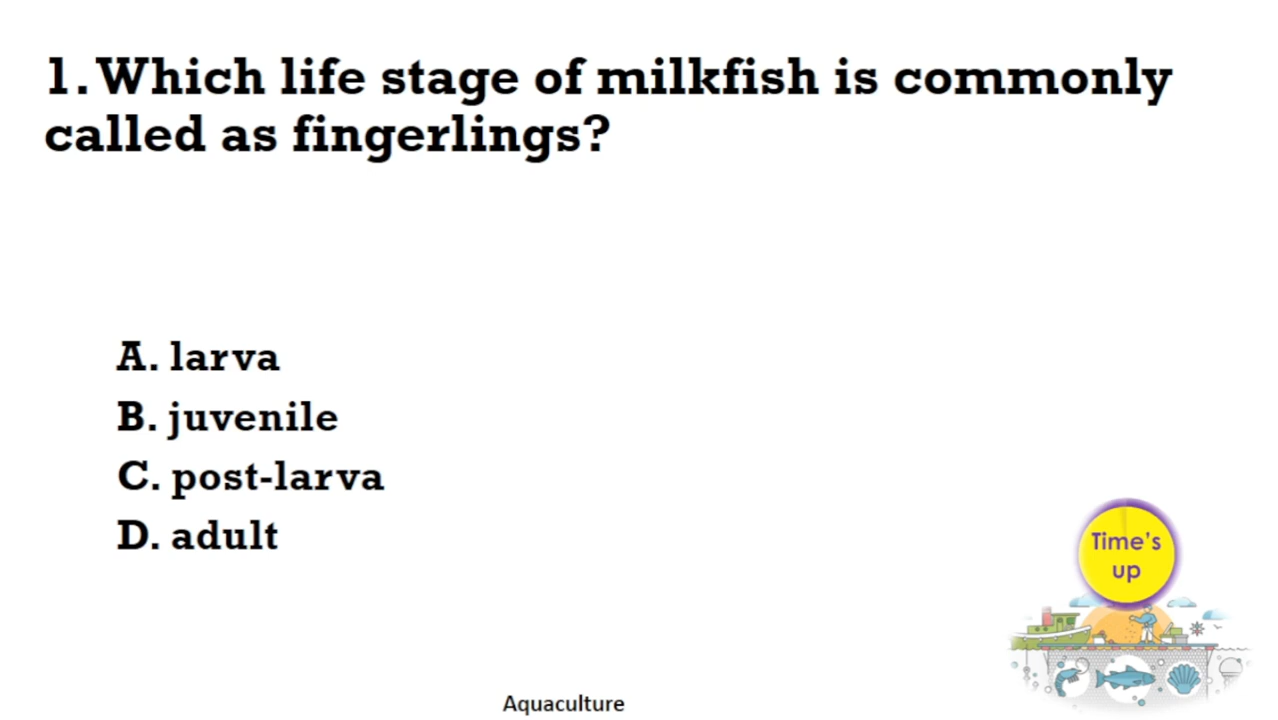 1. Which life stage of milkfish is commonly
called as fingerlings?
A. larva
B. juvenile
C. post-larva
D. adult
Time's
up
Aquaculture